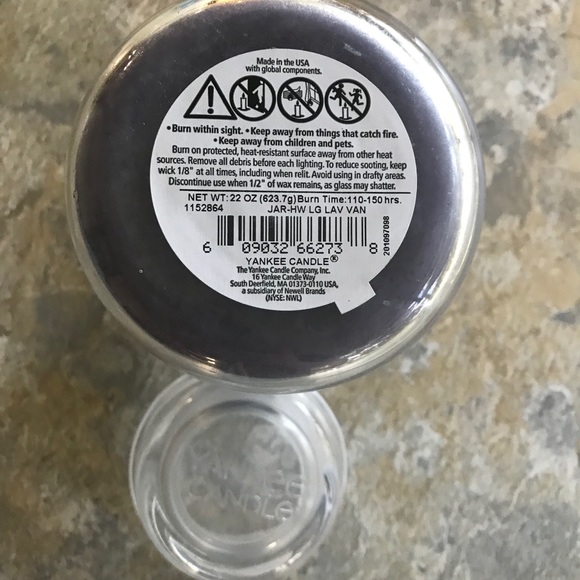 Made in the USA
with global components.
•Burn within sight. •Keep away from things that catch fire.
•Keep away from children and pets.
Burn on protected, heat-resistant surface away from other heat
sources. Remove all debris before each lighting. To reduce sooting, keep
wick 1/8" at all times, including when relit. Avoid using in drafty areas.
Discontinue use when 1/2" of wax remains, as glass may shatter.
NET WT: 22 OZ (623.7g) Burn Time:110-150 hrs.
1152864 JAR-HW LG LAV VAN
6 09032 66273 8
201097098
YANKEE CANDLE®
The Yankee Candle Company, Inc.
16 Yankee Candle Way
South Deerfield, MA 01373-0110 USA,
a subsidiary of Newell Brands
(NYSE: NWL)
YANKEE
CANDLE